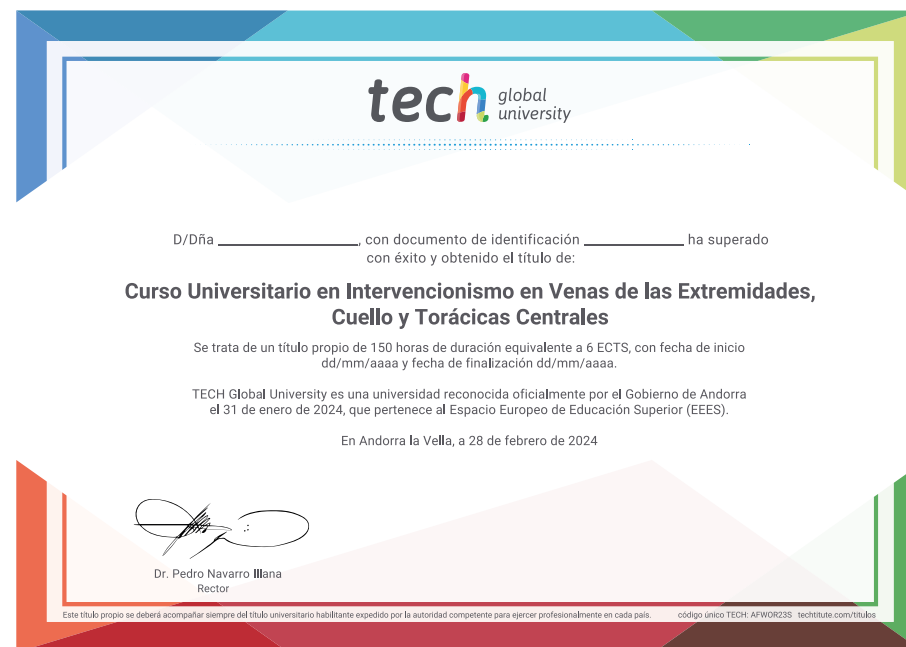 tech global university
D/Dña ____________________, con documento de identificación ______________ ha superado
con éxito y obtenido el título de:
Curso Universitario en Intervencionismo en Venas de las Extremidades,
Cuello y Torácicas Centrales
Se trata de un título propio de 150 horas de duración equivalente a 6 ECTS, con fecha de inicio
dd/mm/aaaa y fecha de finalización dd/mm/aaaa.
TECH Global University es una universidad reconocida oficialmente por el Gobierno de Andorra
el 31 de enero de 2024, que pertenece al Espacio Europeo de Educación Superior (EEES).
En Andorra la Vella, a 28 de febrero de 2024
Dr. Pedro Navarro Illana
Rector
Este título propio se deberá acompañar siempre del título universitario habilitante expedido por la autoridad competente para ejercer profesionalmente en cada país. código único TECH: AFWOR23S techtitute.com/titulos